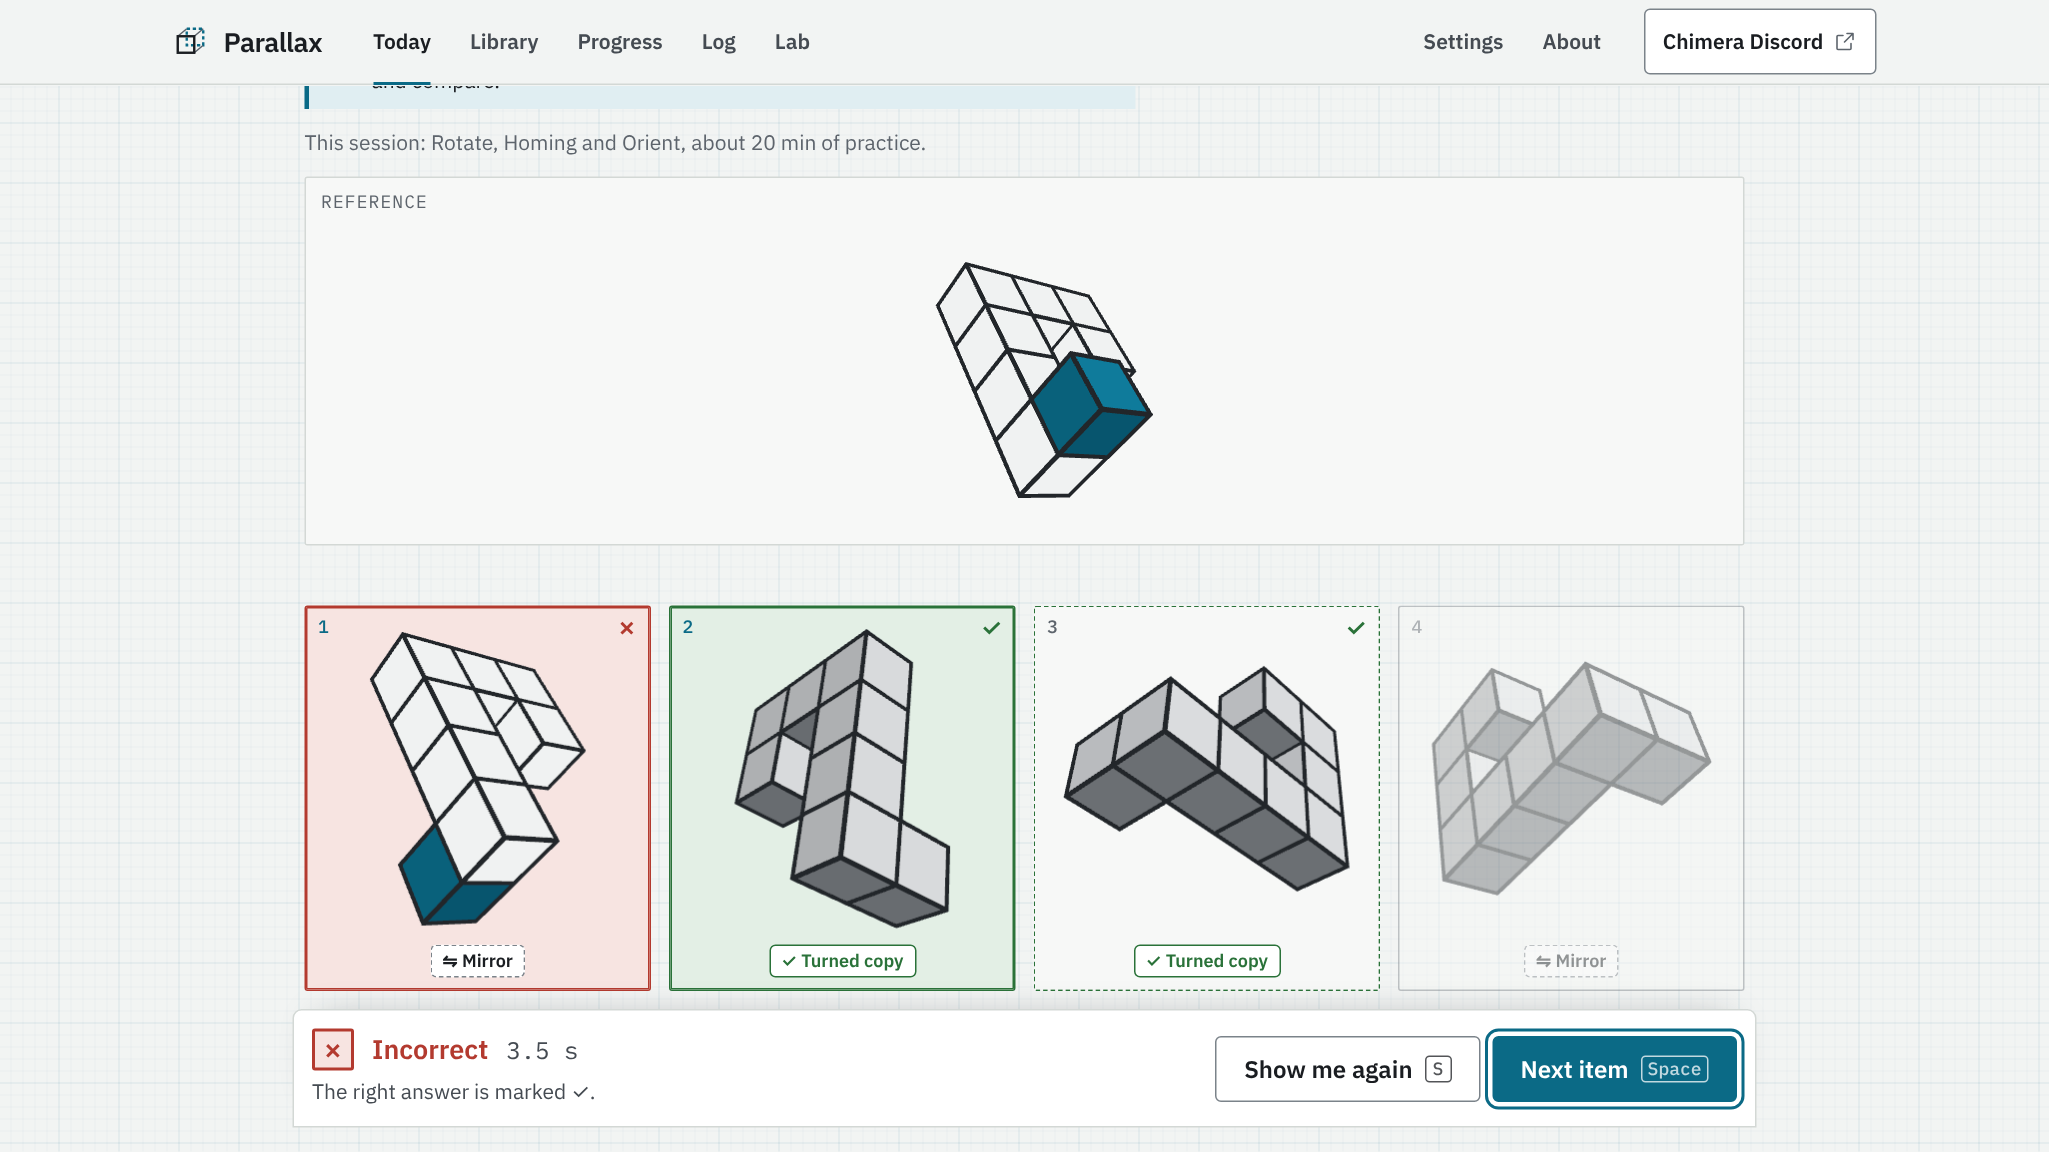 Parallax Today Library Progress Log Lab Settings About Chimera Discord
and compare.
This session: Rotate, Homing and Orient, about 20 min of practice.
REFERENCE
1 2 3 4
Mirror Turned copy Turned copy Mirror
Incorrect 3.5 s
The right answer is marked ✓.
Show me again S Next item Space